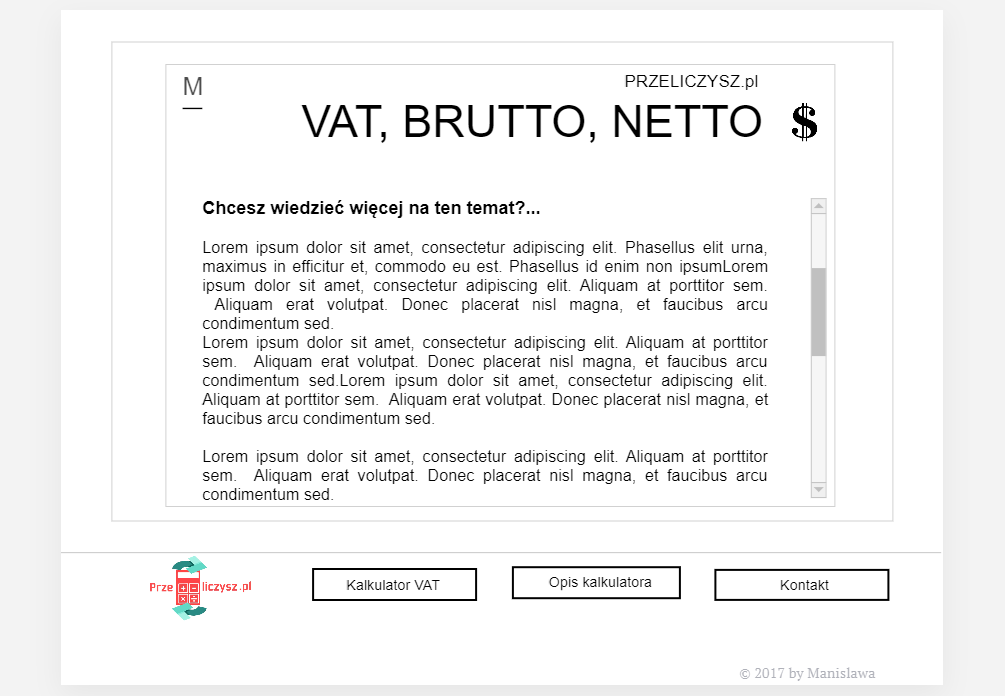 M
PRZELICZYSZ.pl
VAT, BRUTTO, NETTO $
Chcesz wiedzieć więcej na ten temat?...
Lorem ipsum dolor sit amet, consectetur adipiscing elit. Phasellus elit urna,
maximus in efficitur et, commodo eu est. Phasellus id enim non ipsumLorem
ipsum dolor sit amet, consectetur adipiscing elit. Aliquam at porttitor sem.
Aliquam erat volutpat. Donec placerat nisl magna, et faucibus arcu
condimentum sed.
Lorem ipsum dolor sit amet, consectetur adipiscing elit. Aliquam at porttitor
sem. Aliquam erat volutpat. Donec placerat nisl magna, et faucibus arcu
condimentum sed.Lorem ipsum dolor sit amet, consectetur adipiscing elit.
Aliquam at porttitor sem. Aliquam erat volutpat. Donec placerat nisl magna, et
faucibus arcu condimentum sed.
Lorem ipsum dolor sit amet, consectetur adipiscing elit. Aliquam at porttitor
sem. Aliquam erat volutpat. Donec placerat nisl magna, et faucibus arcu
condimentum sed.
Prze liczysz.pl
Kalkulator VAT
Opis kalkulatora
Kontakt
© 2017 by Manislawa